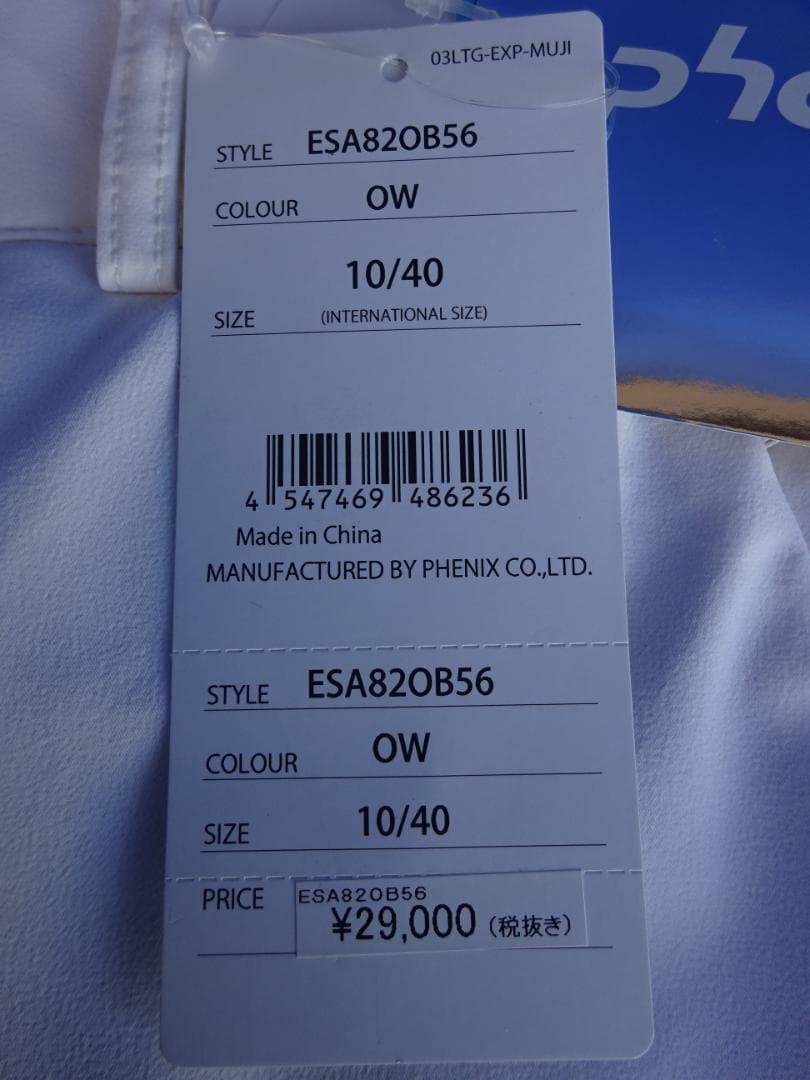 03LTG-EXP-MUJI
STYLE ESA82OB56
COLOUR OW
10/40
SIZE (INTERNATIONAL SIZE)
4 547469 486236
Made in China
MANUFACTURED BY PHENIX CO.,LTD.
STYLE ESA82OB56
COLOUR OW
SIZE 10/40
PRICE ESA82OB56
¥29,000 (税抜き)